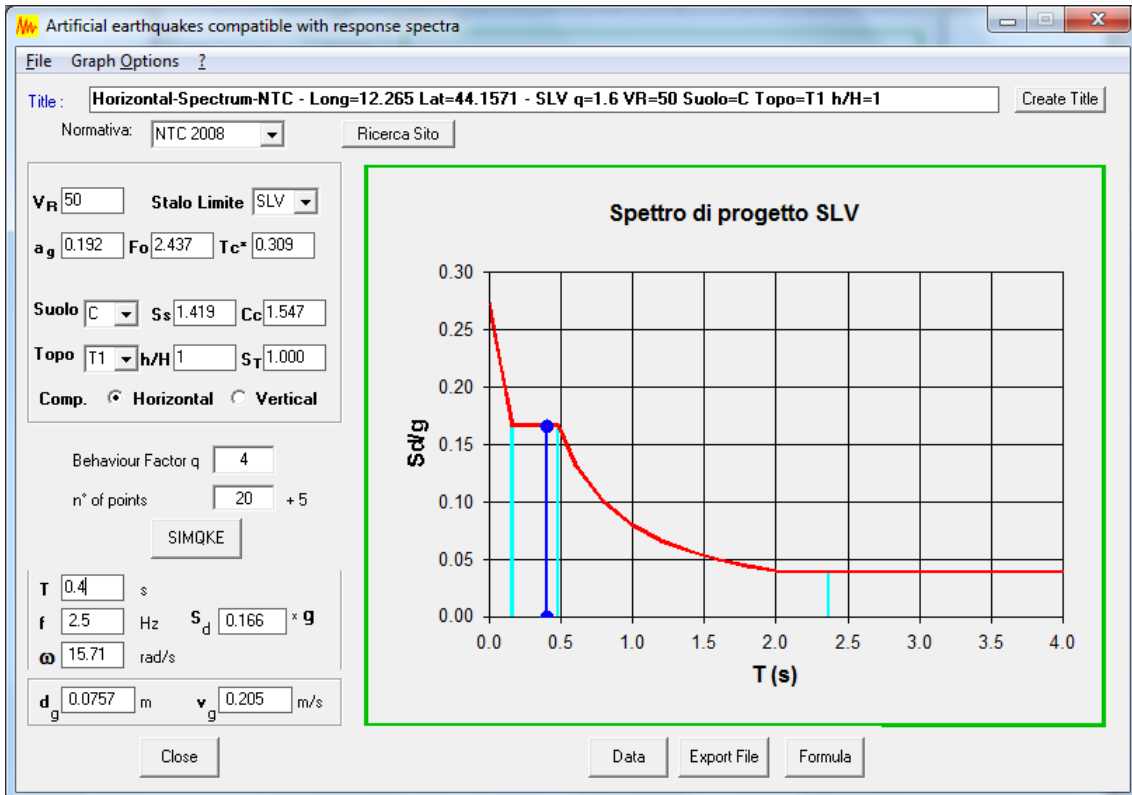 Artificial earthquakes compatible with response spectra
File Graph Options ?
Title : Horizontal-Spectrum-NTC - Long=12.265 Lat=44.1571 - SLV q=1.6 VR=50 Suolo=C Topo=T1 h/H=1 Create Title
Normativa: NTC 2008 Ricerca Sito
VR 50 Stalo Limite SLV
ag 0.192 Fo 2.437 Tc* 0.309
Suolo C Ss 1.419 Cc 1.547
Topo T1 h/H 1 ST 1.000
Comp. Horizontal Vertical
Behaviour Factor q 4
n° of points 20 + 5
SIMQKE
T 0.4 s
f 2.5 Hz Sd 0.166 x g
ω 15.71 rad/s
dg 0.0757 m vg 0.205 m/s
Close
Spettro di progetto SLV
Sd/g
0.30
0.25
0.20
0.15
0.10
0.05
0.00
0.0 0.5 1.0 1.5 2.0 2.5 3.0 3.5 4.0
T (s)
Data Export File Formula